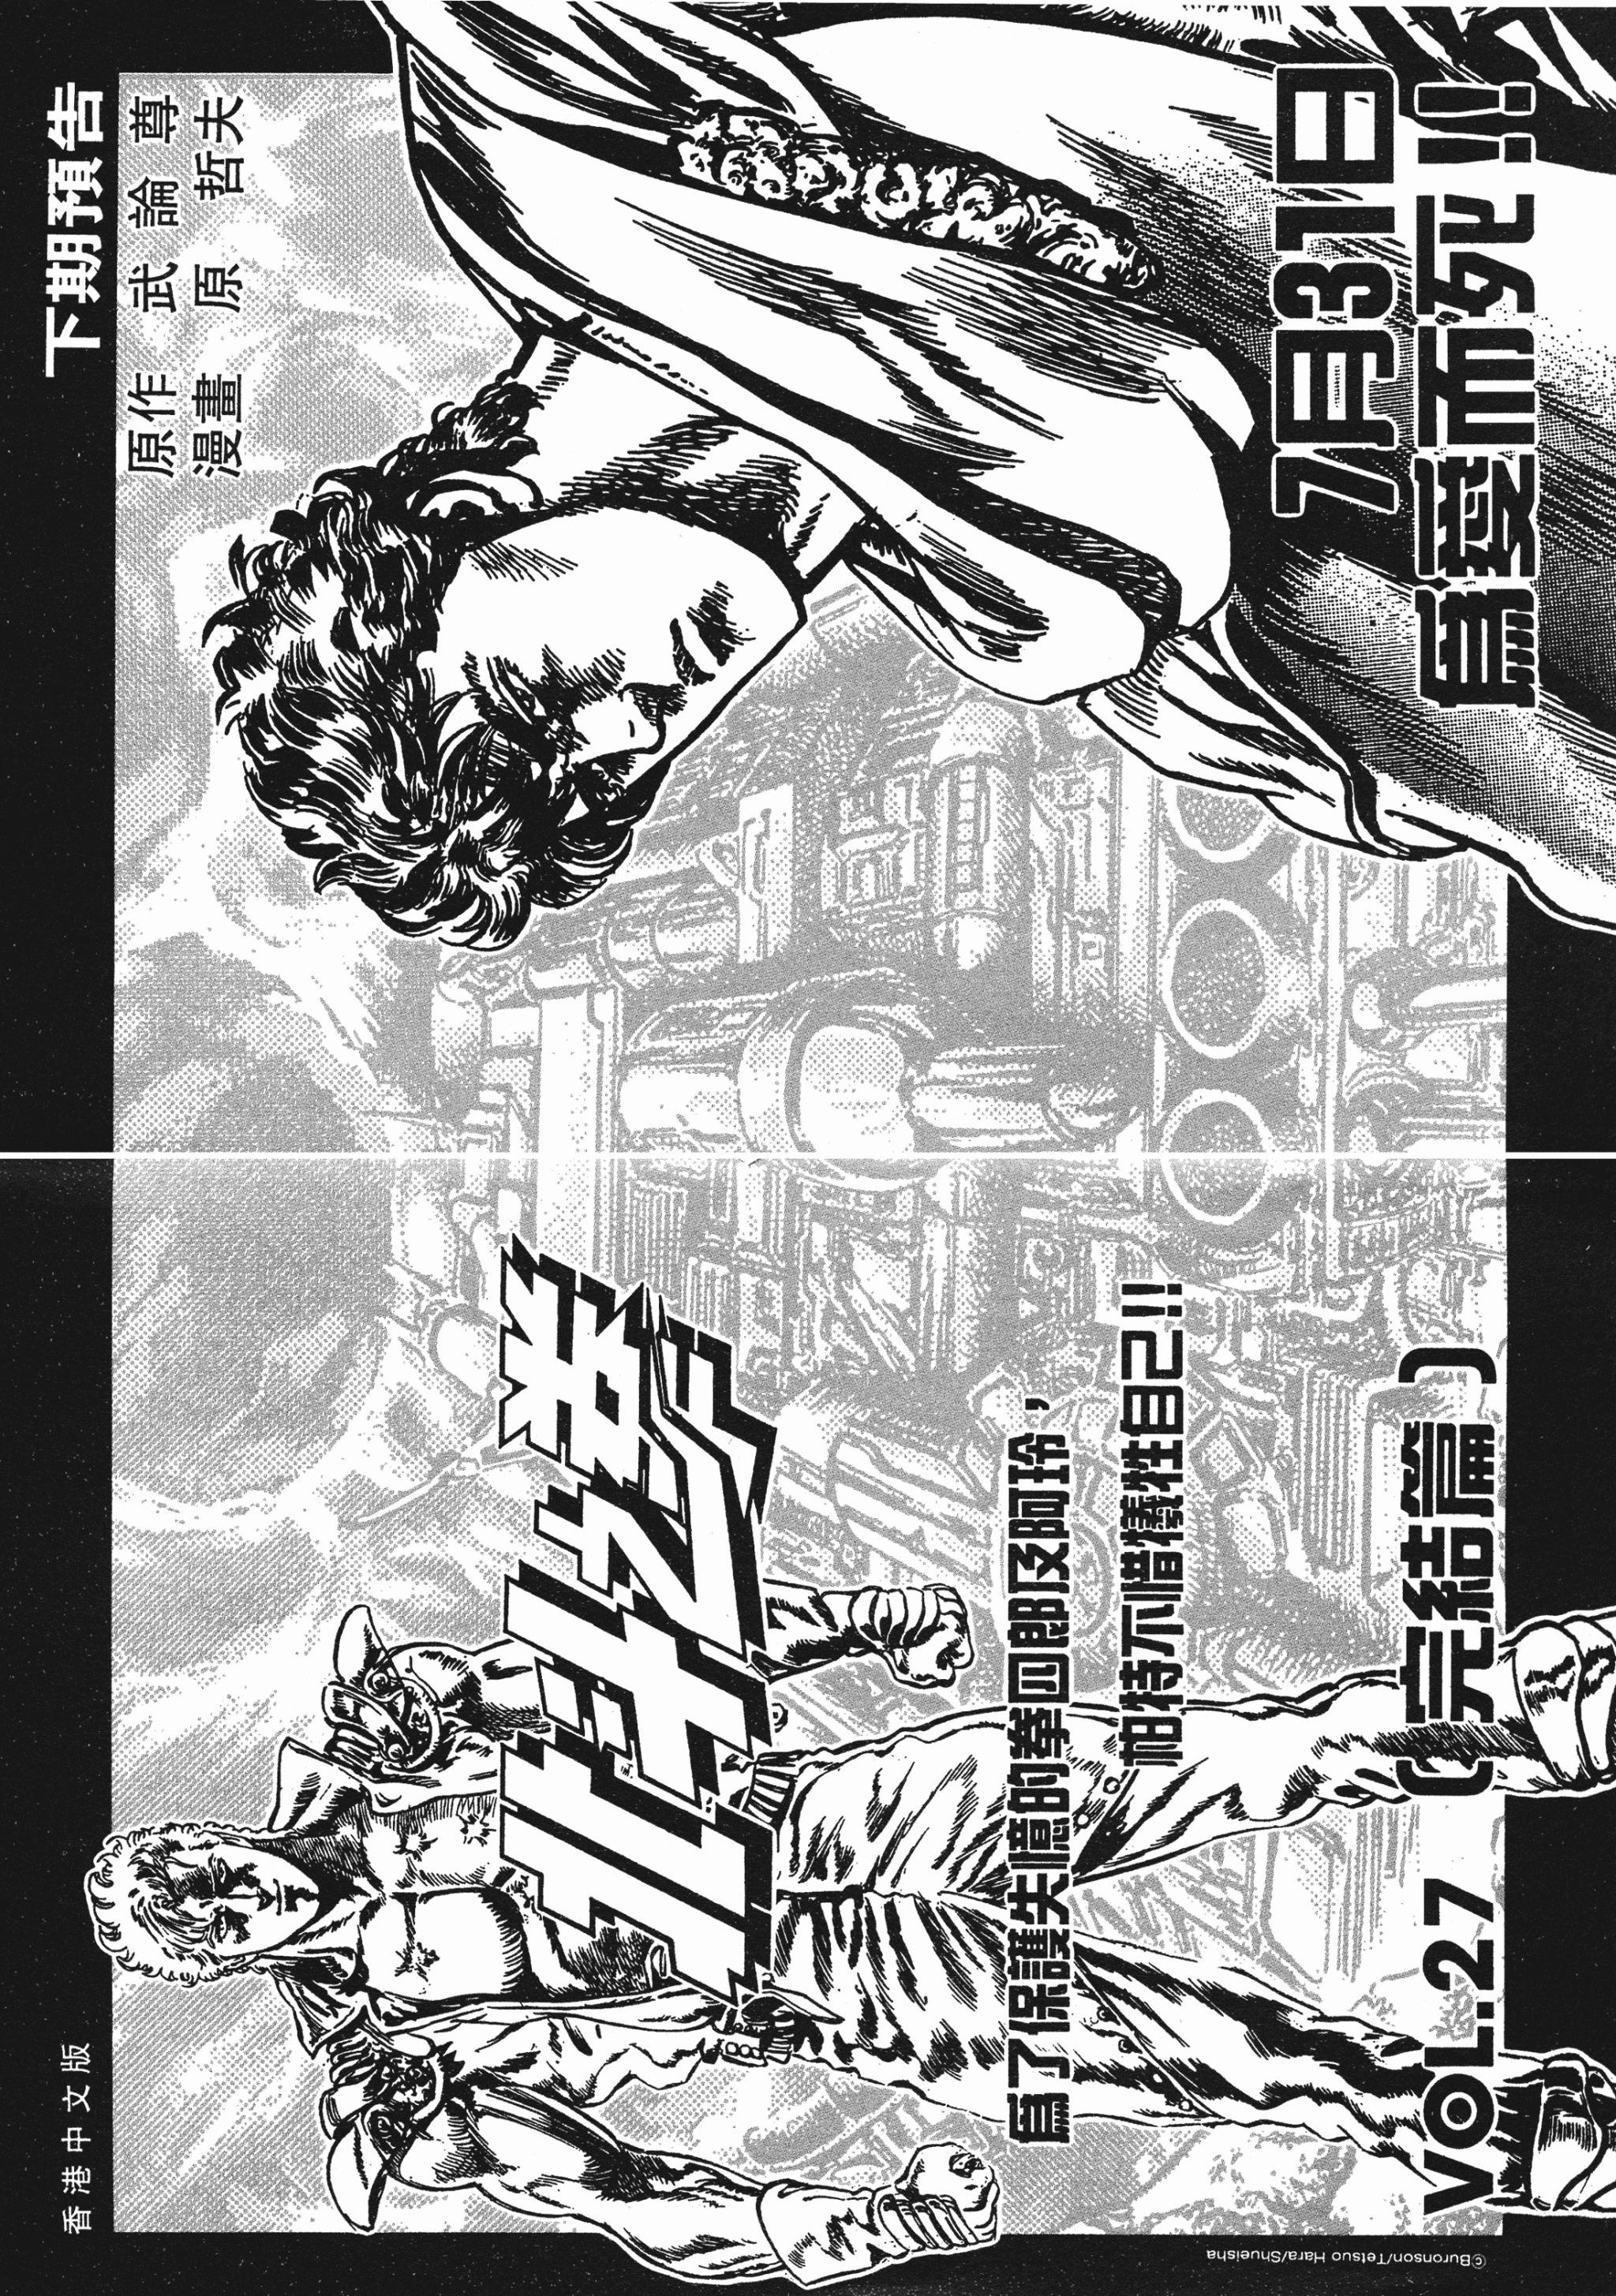 香港中文版
下期預告
原作 武論尊
漫畫 原哲夫
北斗之拳
為了保護失憶的拳四郎及阿玲,
柏特不惜犧牲自己!!
VOL.27 (完結篇)
7月31日
為愛而死!!
©Buronson/Tetsuo Hara/Shueisha